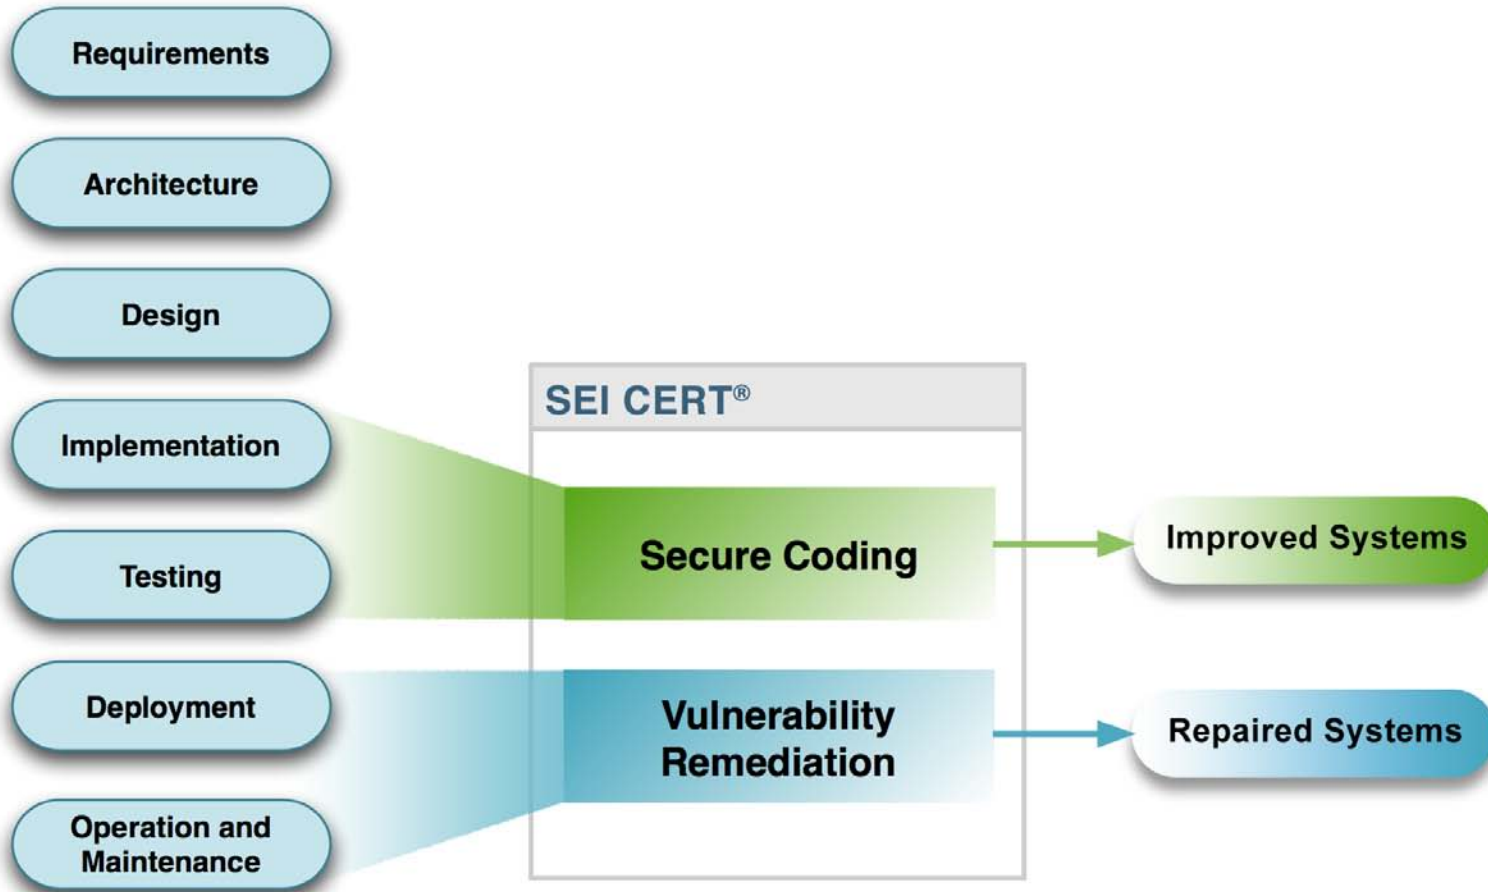 Requirements
Architecture
Design
Implementation
Testing
Deployment
Operation and
Maintenance
SEI CERT®
Secure Coding
Vulnerability
Remediation
Improved Systems
Repaired Systems